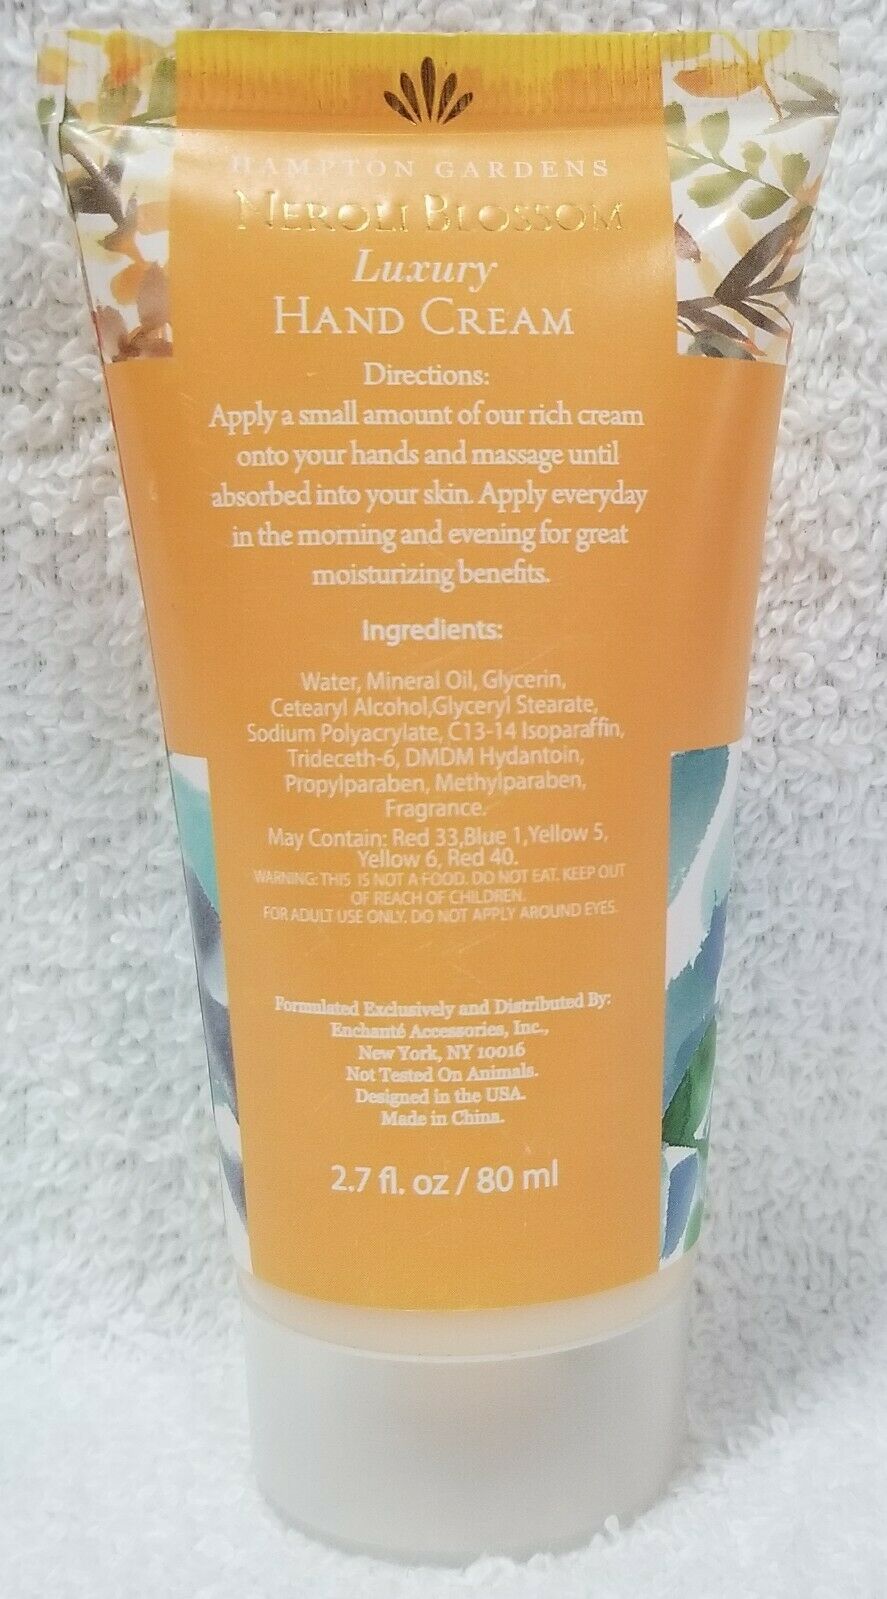 HAMPTON GARDENS
NEROLI BLOSSOM
Luxury
HAND CREAM
Directions:
Apply a small amount of our rich cream
onto your hands and massage until
absorbed into your skin. Apply everyday
in the morning and evening for great
moisturizing benefits.
Ingredients:
Water, Mineral Oil, Glycerin,
Cetearyl Alcohol,Glyceryl Stearate,
Sodium Polyacrylate, C13-14 Isoparaffin,
Trideceth-6, DMDM Hydantoin,
Propylparaben, Methylparaben,
Fragrance.
May Contain: Red 33,Blue 1,Yellow 5,
Yellow 6, Red 40.
WARNING: THIS IS NOT A FOOD. DO NOT EAT. KEEP OUT
OF REACH OF CHILDREN.
FOR ADULT USE ONLY. DO NOT APPLY AROUND EYES.
Formulated Exclusively and Distributed By:
Enchanté Accessories, Inc.,
New York, NY 10016
Not Tested On Animals.
Designed in the USA.
Made in China.
2.7 fl. oz / 80 ml